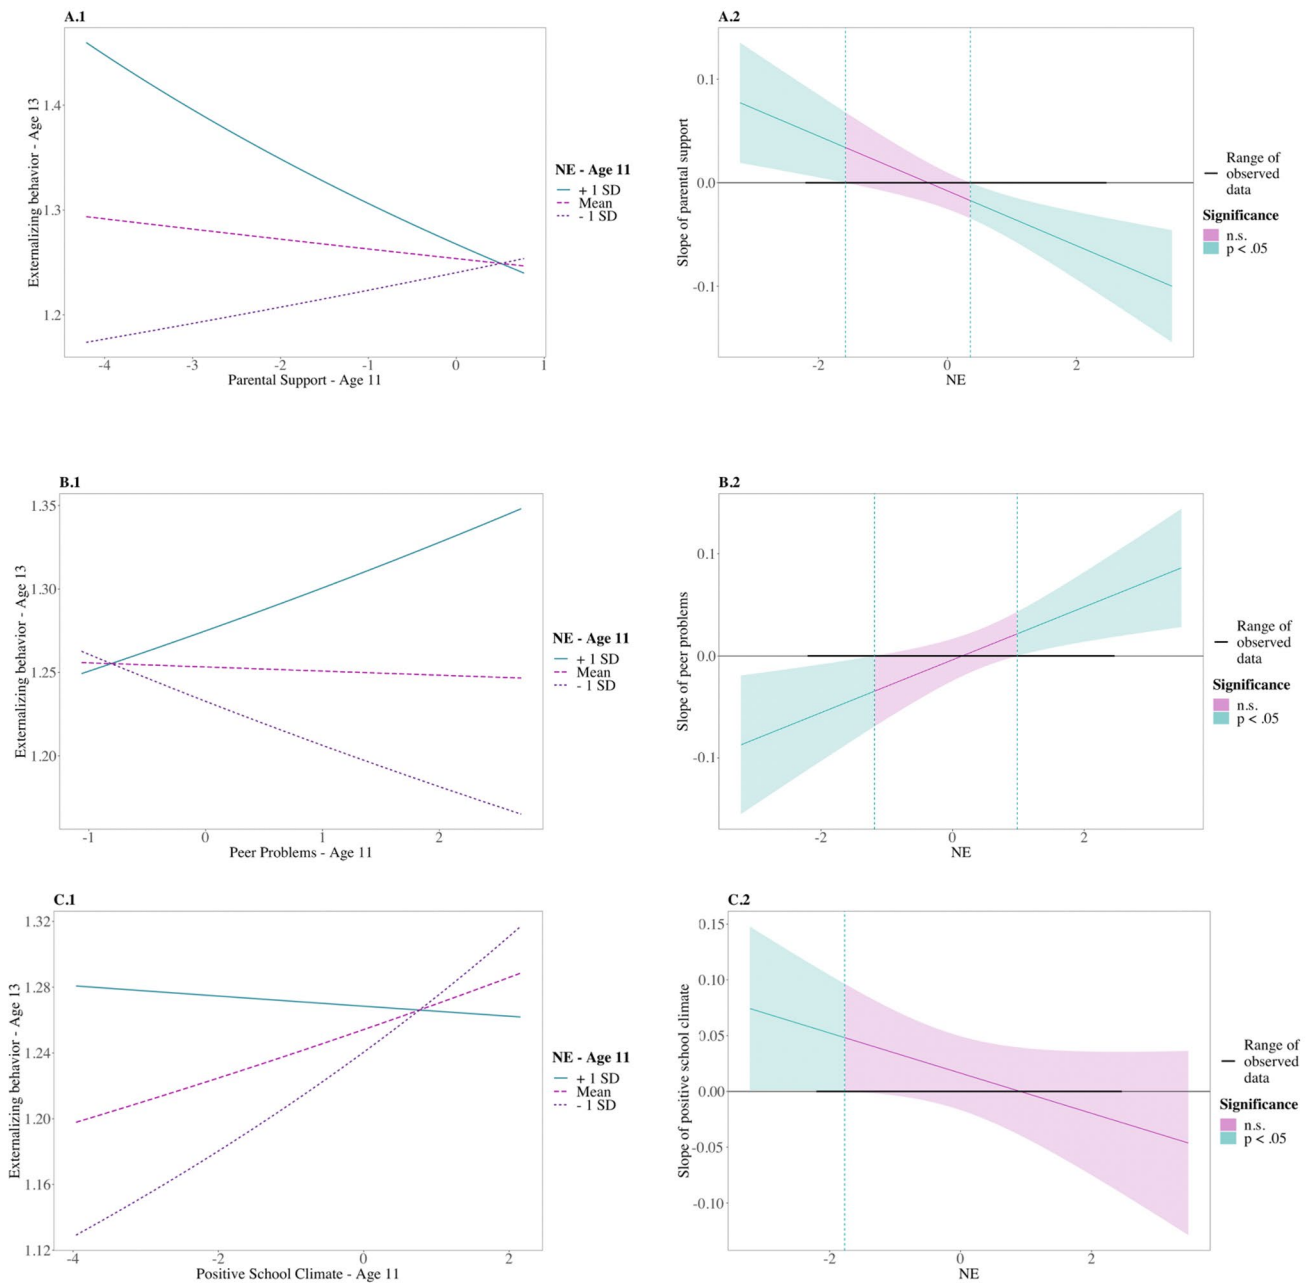 A.1
Externalizing behavior - Age 13
1.4
1.3
1.2
-4
-3
-2
-1
0
1
Parental Support - Age 11
NE - Age 11
+ 1 SD
Mean
- 1 SD
A.2
Slope of parental support
0.1
0.0
-0.1
-2
0
2
NE
Range of
observed
data
Significance
n.s.
p < .05
B.1
Externalizing behavior - Age 13
1.35
1.30
1.25
1.20
-1
0
1
2
Peer Problems - Age 11
NE - Age 11
+ 1 SD
Mean
- 1 SD
B.2
Slope of peer problems
0.1
0.0
-0.1
-2
0
2
NE
Range of
observed
data
Significance
n.s.
p < .05
C.1
Externalizing behavior - Age 13
1.32
1.28
1.24
1.20
1.16
1.12
-4
-2
0
2
Positive School Climate - Age 11
NE - Age 11
+ 1 SD
Mean
- 1 SD
C.2
Slope of positive school climate
0.15
0.10
0.05
0.00
-0.05
-0.10
-2
0
2
NE
Range of
observed
data
Significance
n.s.
p < .05